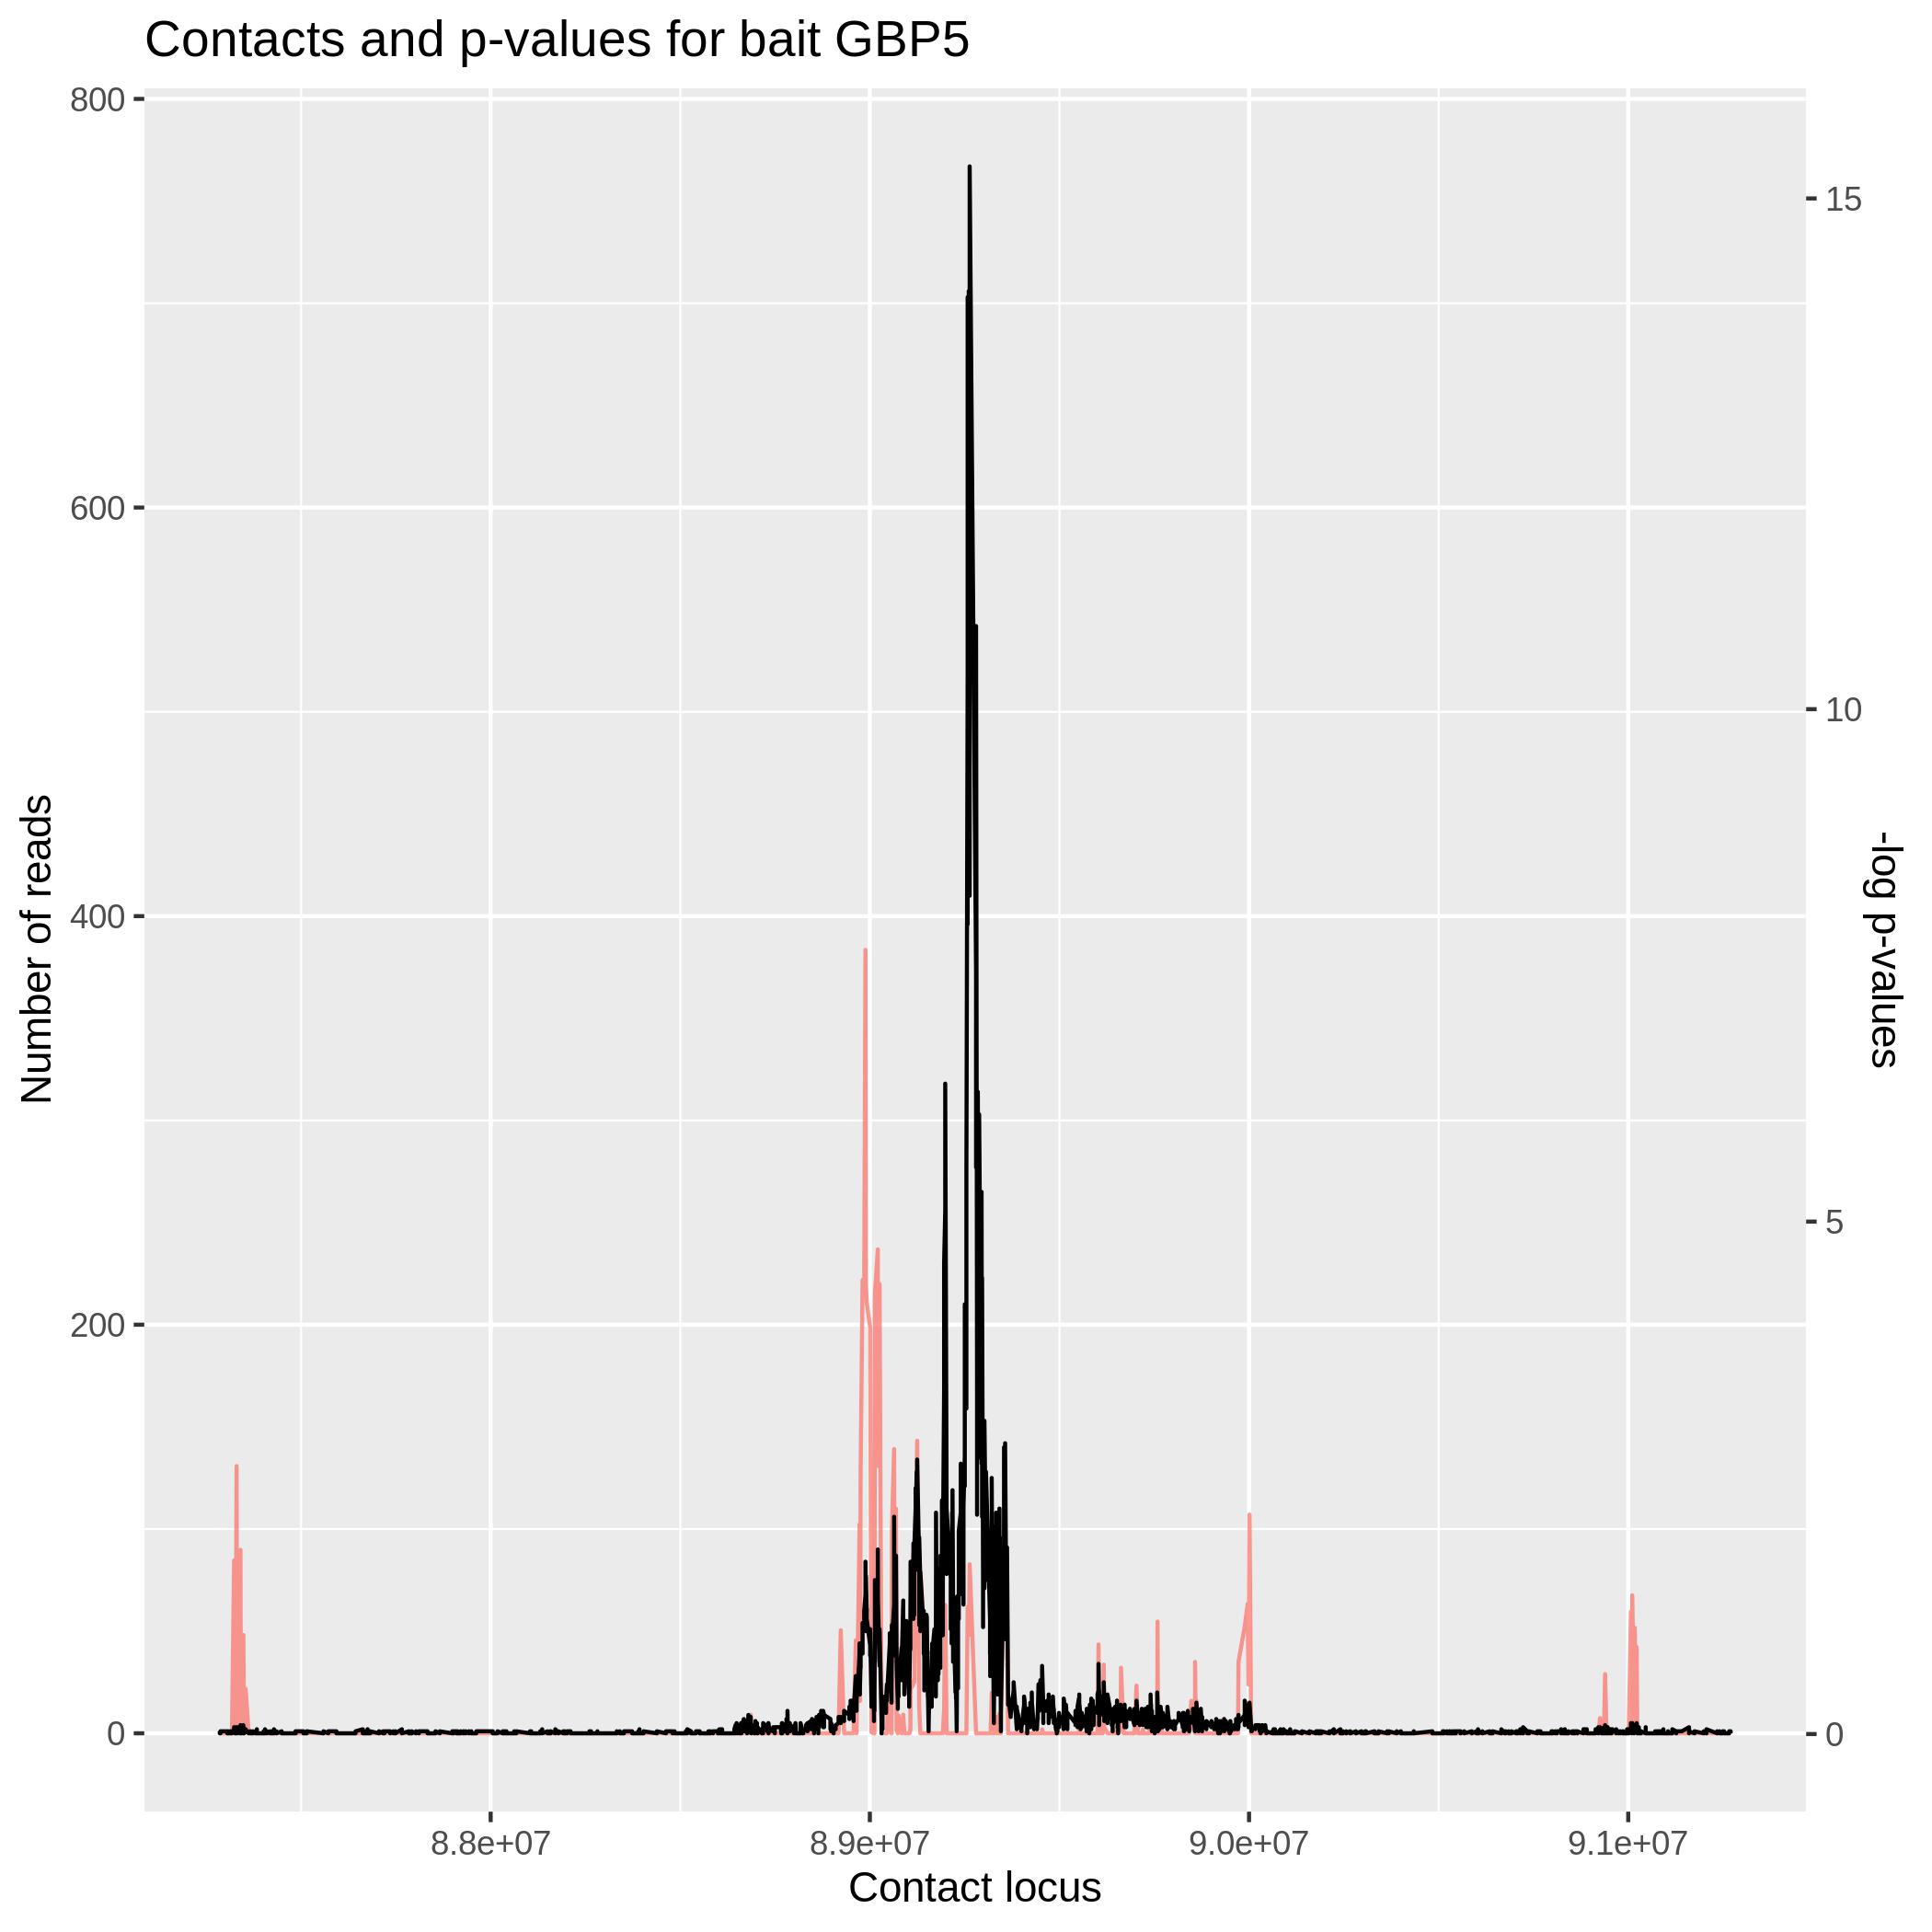 Contacts and p-values for bait GBP5
800
600
400
200
0
Number of reads
15
10
5
0
-log p-values
8.8e+07 8.9e+07 9.0e+07 9.1e+07
Contact locus